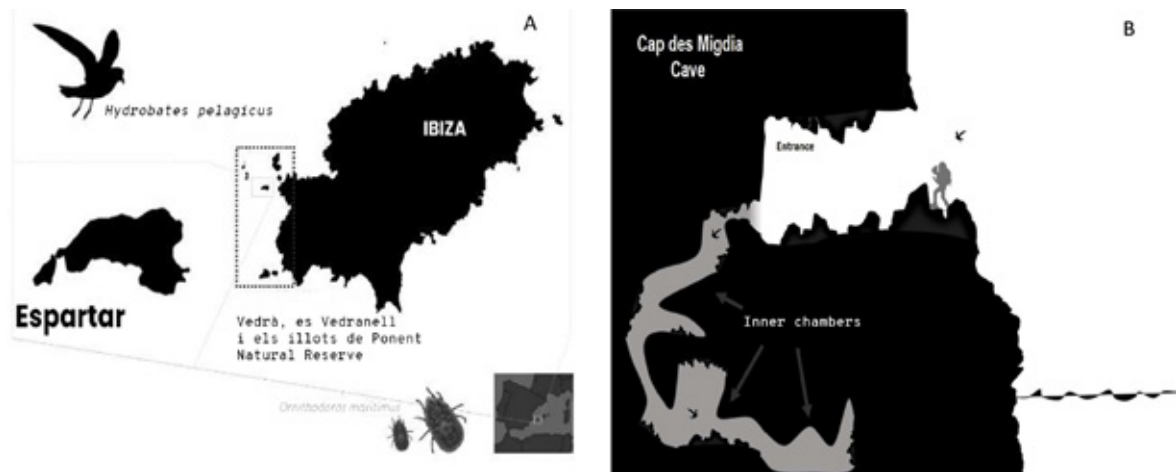 A
Hydrobates pelagicus
IBIZA
Espartar
Vedrà, es Vedranell
i els illots de Ponent
Natural Reserve
Ornithodoros maritimus
B
Cap des Migdia
Cave
Entrance
Inner chambers